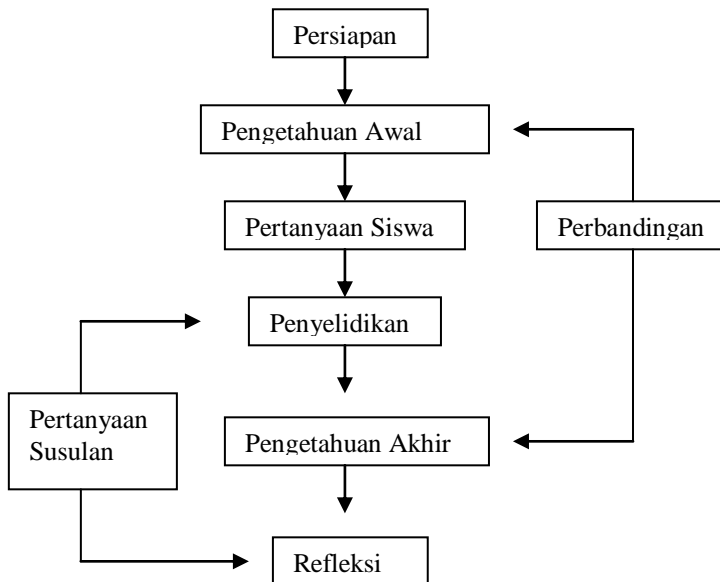 Persiapan
Pengetahuan Awal
Pertanyaan Siswa
Perbandingan
Penyelidikan
Pertanyaan
Susulan
Pengetahuan Akhir
Refleksi